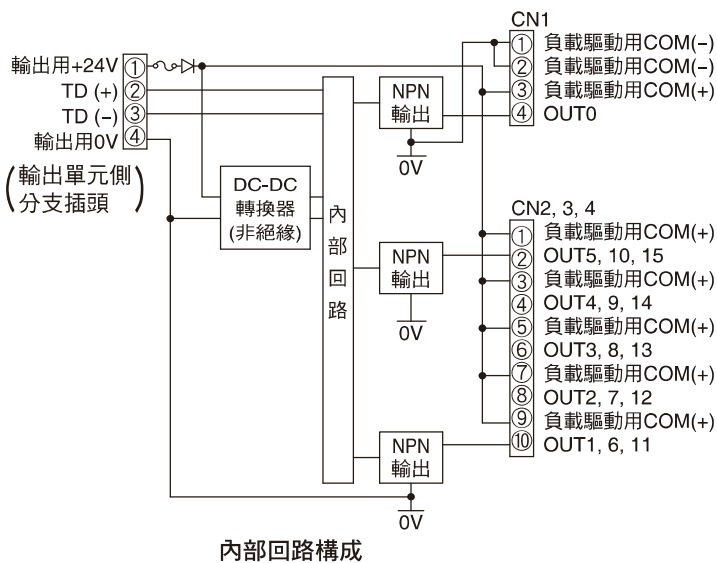 輸出用+24V ①
TD (+) ②
TD (−) ③
輸出用0V ④
(輸出單元側
分支插頭)
DC-DC
轉換器
(非絕緣)
內部回路
NPN
輸出
0V
NPN
輸出
0V
NPN
輸出
0V
CN1
① 負載驅動用COM(−)
② 負載驅動用COM(−)
③ 負載驅動用COM(+)
④ OUT0
CN2, 3, 4
① 負載驅動用COM(+)
② OUT5, 10, 15
③ 負載驅動用COM(+)
④ OUT4, 9, 14
⑤ 負載驅動用COM(+)
⑥ OUT3, 8, 13
⑦ 負載驅動用COM(+)
⑧ OUT2, 7, 12
⑨ 負載驅動用COM(+)
⑩ OUT1, 6, 11
內部回路構成